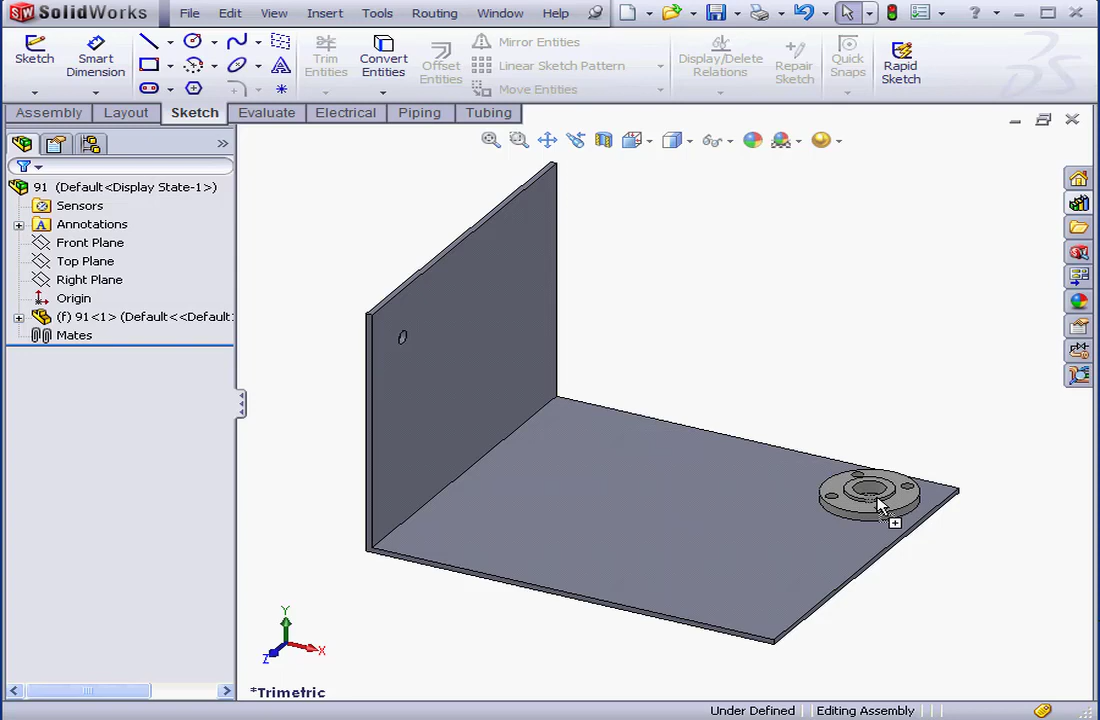 SolidWorks File Edit View Insert Tools Routing Window Help ?
Sketch
Smart Dimension
Trim Entities
Convert Entities
Offset Entities
Mirror Entities
Linear Sketch Pattern
Move Entities
Display/Delete Relations
Repair Sketch
Quick Snaps
Rapid Sketch
Assembly Layout Sketch Evaluate Electrical Piping Tubing
91 (Default<Display State-1>)
Sensors
Annotations
Front Plane
Top Plane
Right Plane
Origin
(f) 91<1> (Default<<Default
Mates
Y
X
Z
*Trimetric
Under Defined Editing Assembly